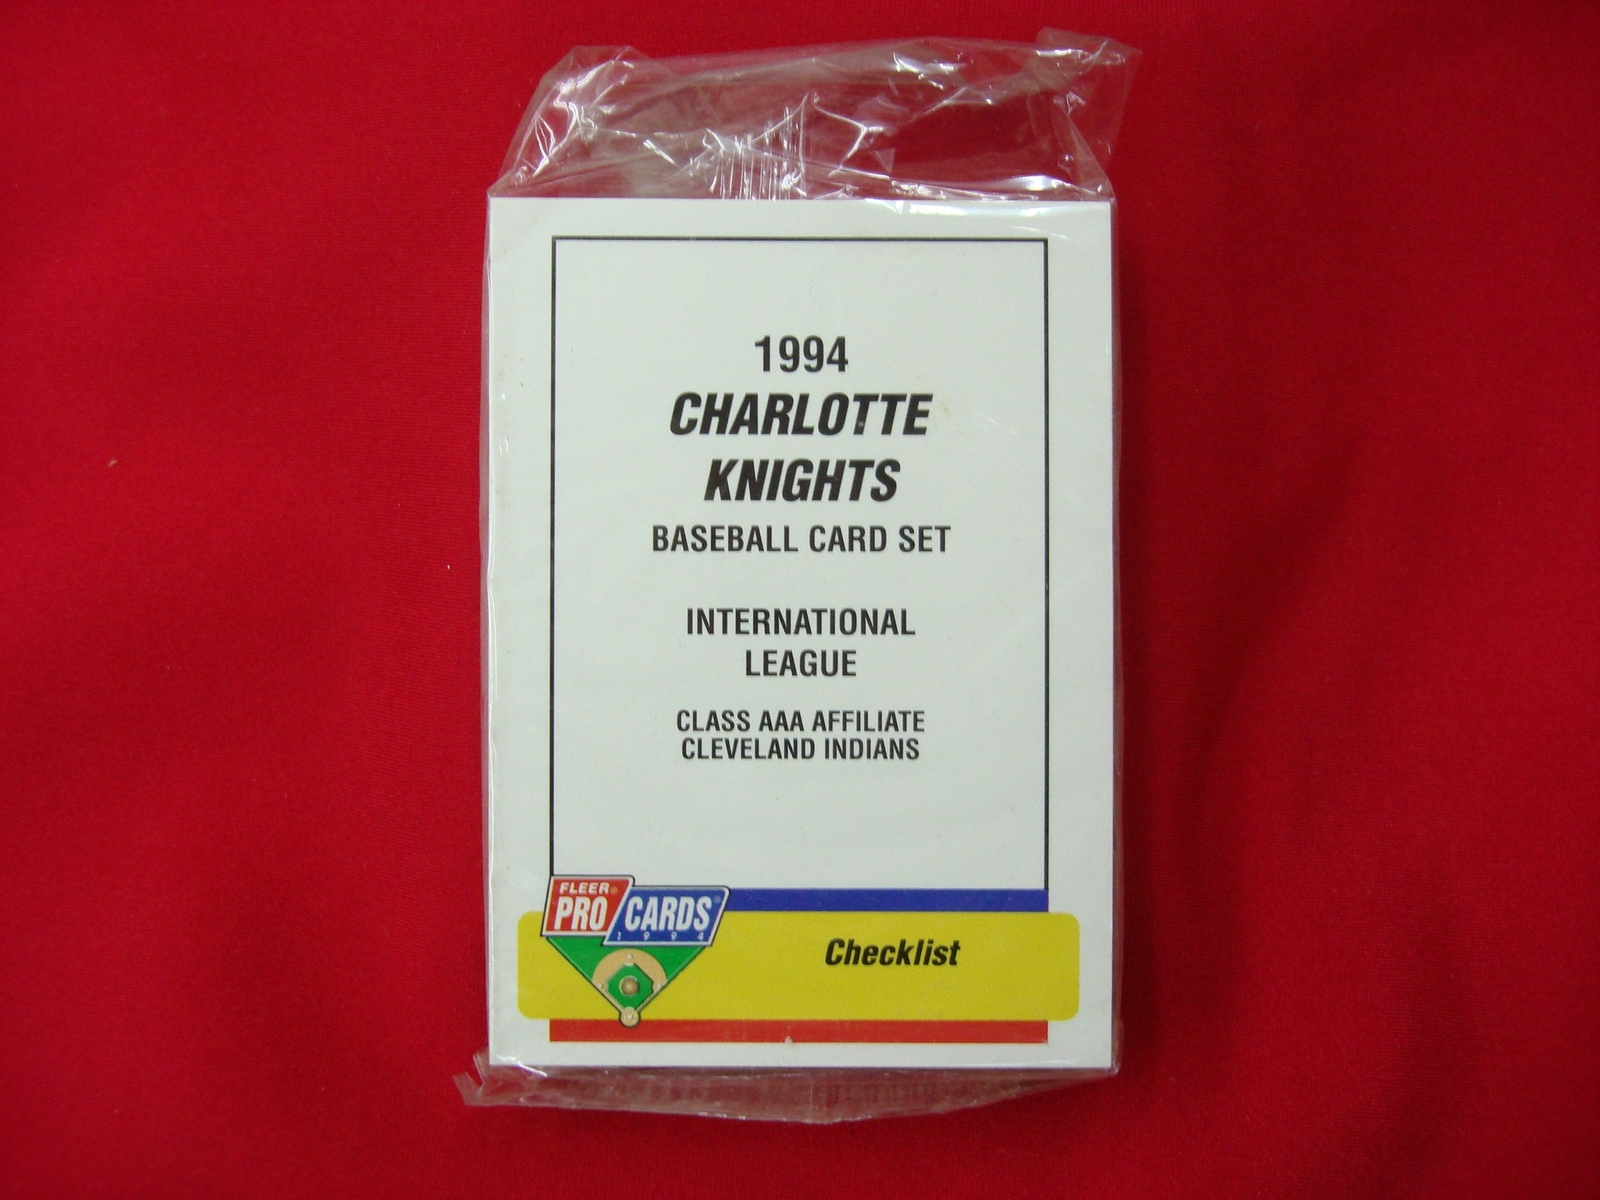 1994
CHARLOTTE
KNIGHTS
BASEBALL CARD SET
INTERNATIONAL
LEAGUE
CLASS AAA AFFILIATE
CLEVELAND INDIANS
FLEER®
PRO CARDS
1994
Checklist